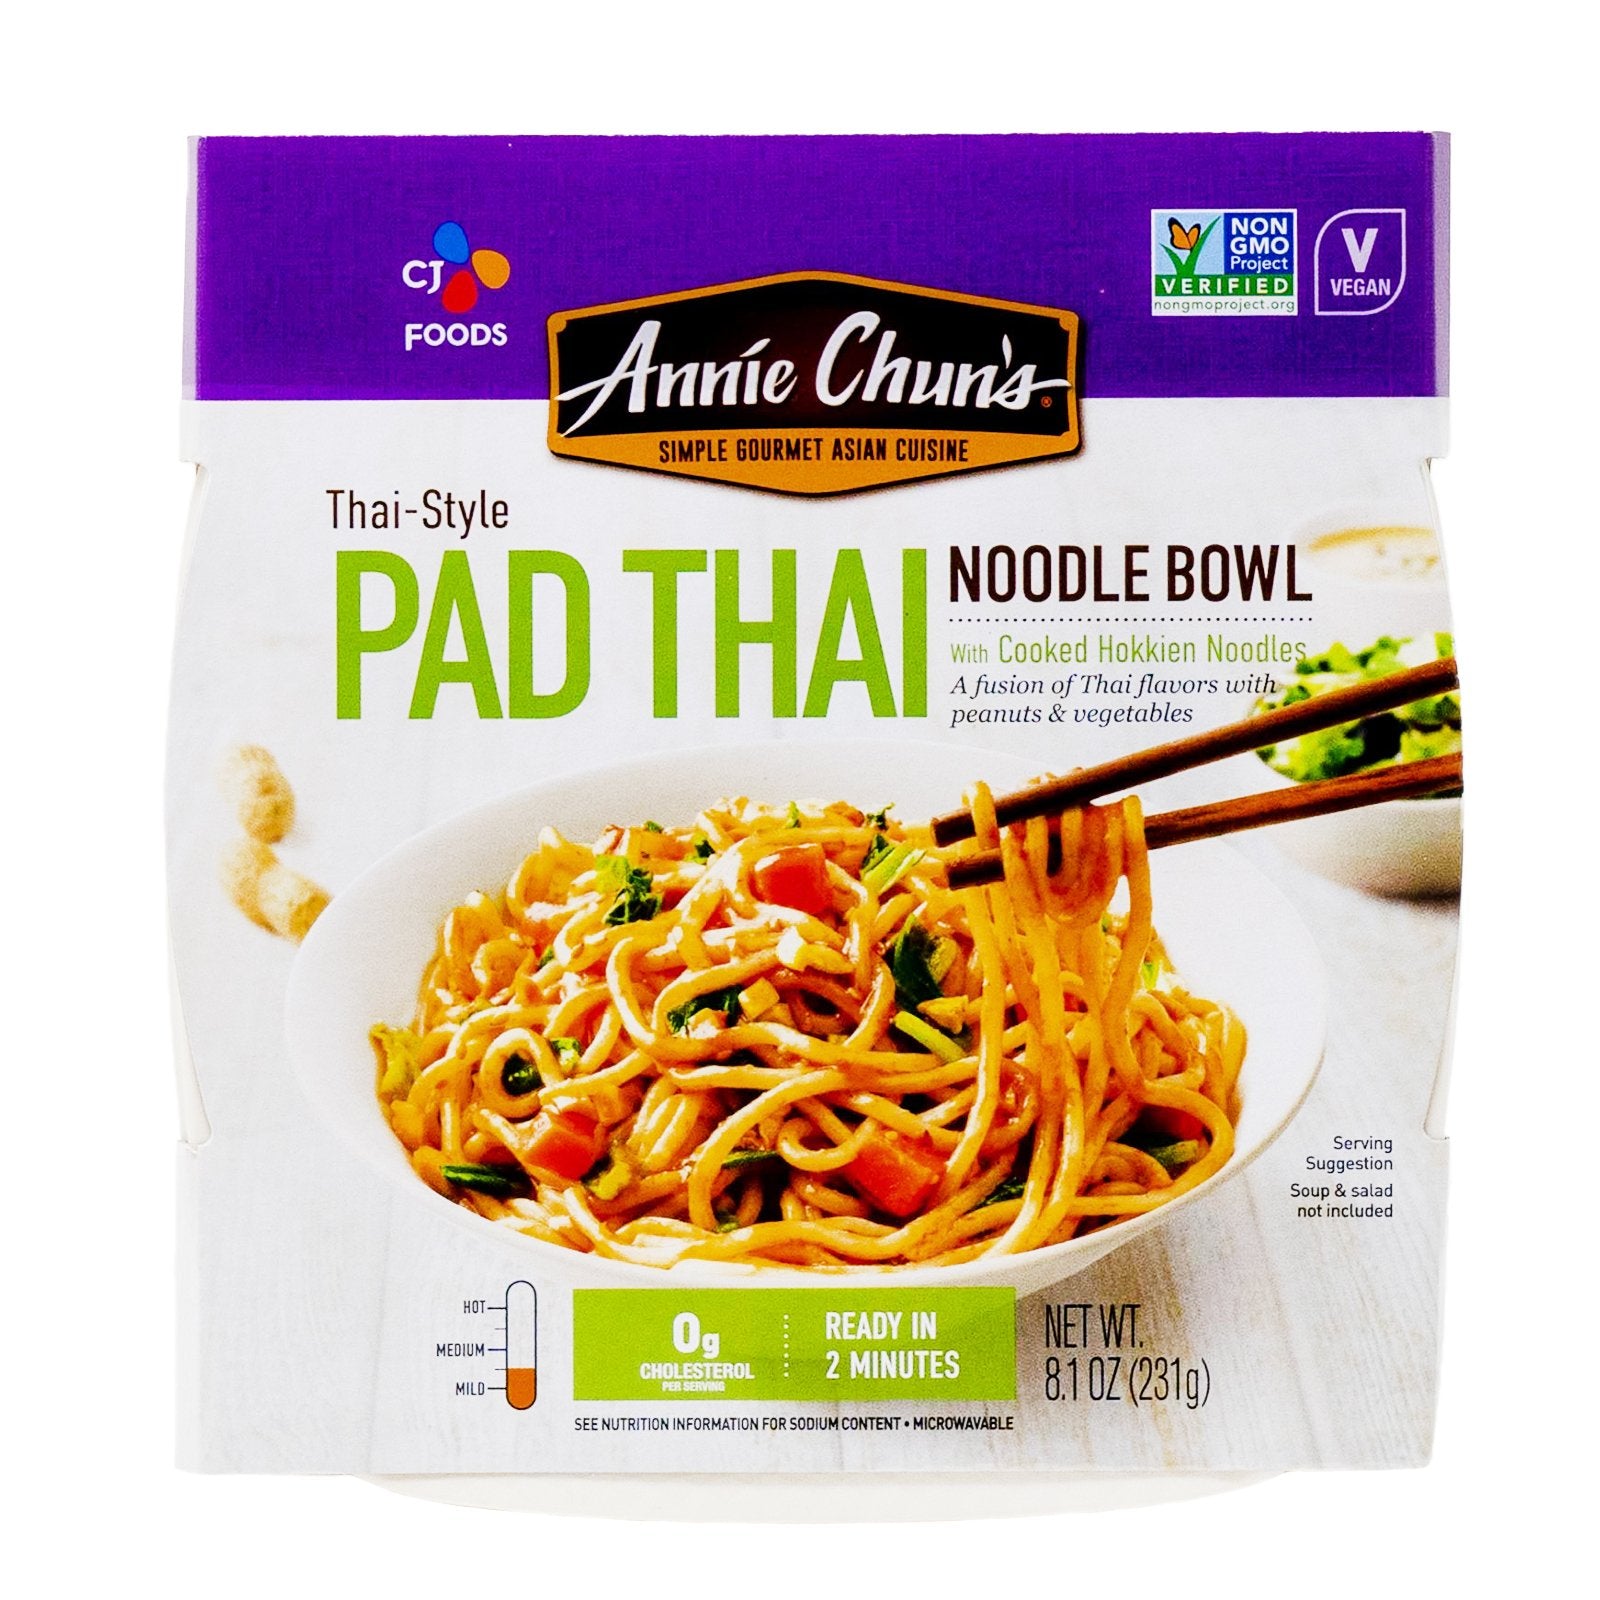 CJ
FOODS
NON
GMO
Project
VERIFIED
nongmoproject.org
V
VEGAN
Annie Chun's®
SIMPLE GOURMET ASIAN CUISINE
Thai-Style
PAD THAI
NOODLE BOWL
With Cooked Hokkien Noodles
A fusion of Thai flavors with
peanuts & vegetables
Serving
Suggestion
Soup & salad
not included
HOT
MEDIUM
MILD
0g
CHOLESTEROL
PER SERVING
READY IN
2 MINUTES
NET WT.
8.1 OZ (231g)
SEE NUTRITION INFORMATION FOR SODIUM CONTENT • MICROWAVABLE